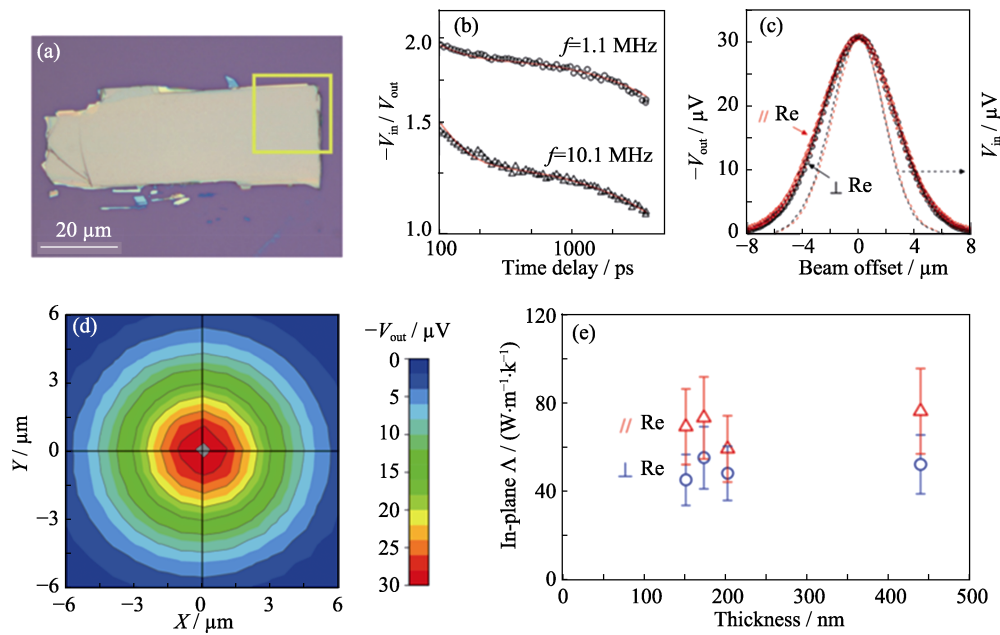 (a)
20 μm
(b)
2.0
1.5
1.0
−V_in / V_out
f=1.1 MHz
f=10.1 MHz
100
1000
Time delay / ps
(c)
30
20
10
0
−V_out / μV
V_in / μV
// Re
⊥ Re
−8
−4
0
4
8
Beam offset / μm
(d)
6
3
0
−3
−6
Y / μm
−6
−3
0
3
6
X / μm
−V_out / μV
0
5
10
15
20
25
30
(e)
120
80
40
0
In-plane Λ / (W·m⁻¹·k⁻¹)
// Re
⊥ Re
0
100
200
300
400
500
Thickness / nm